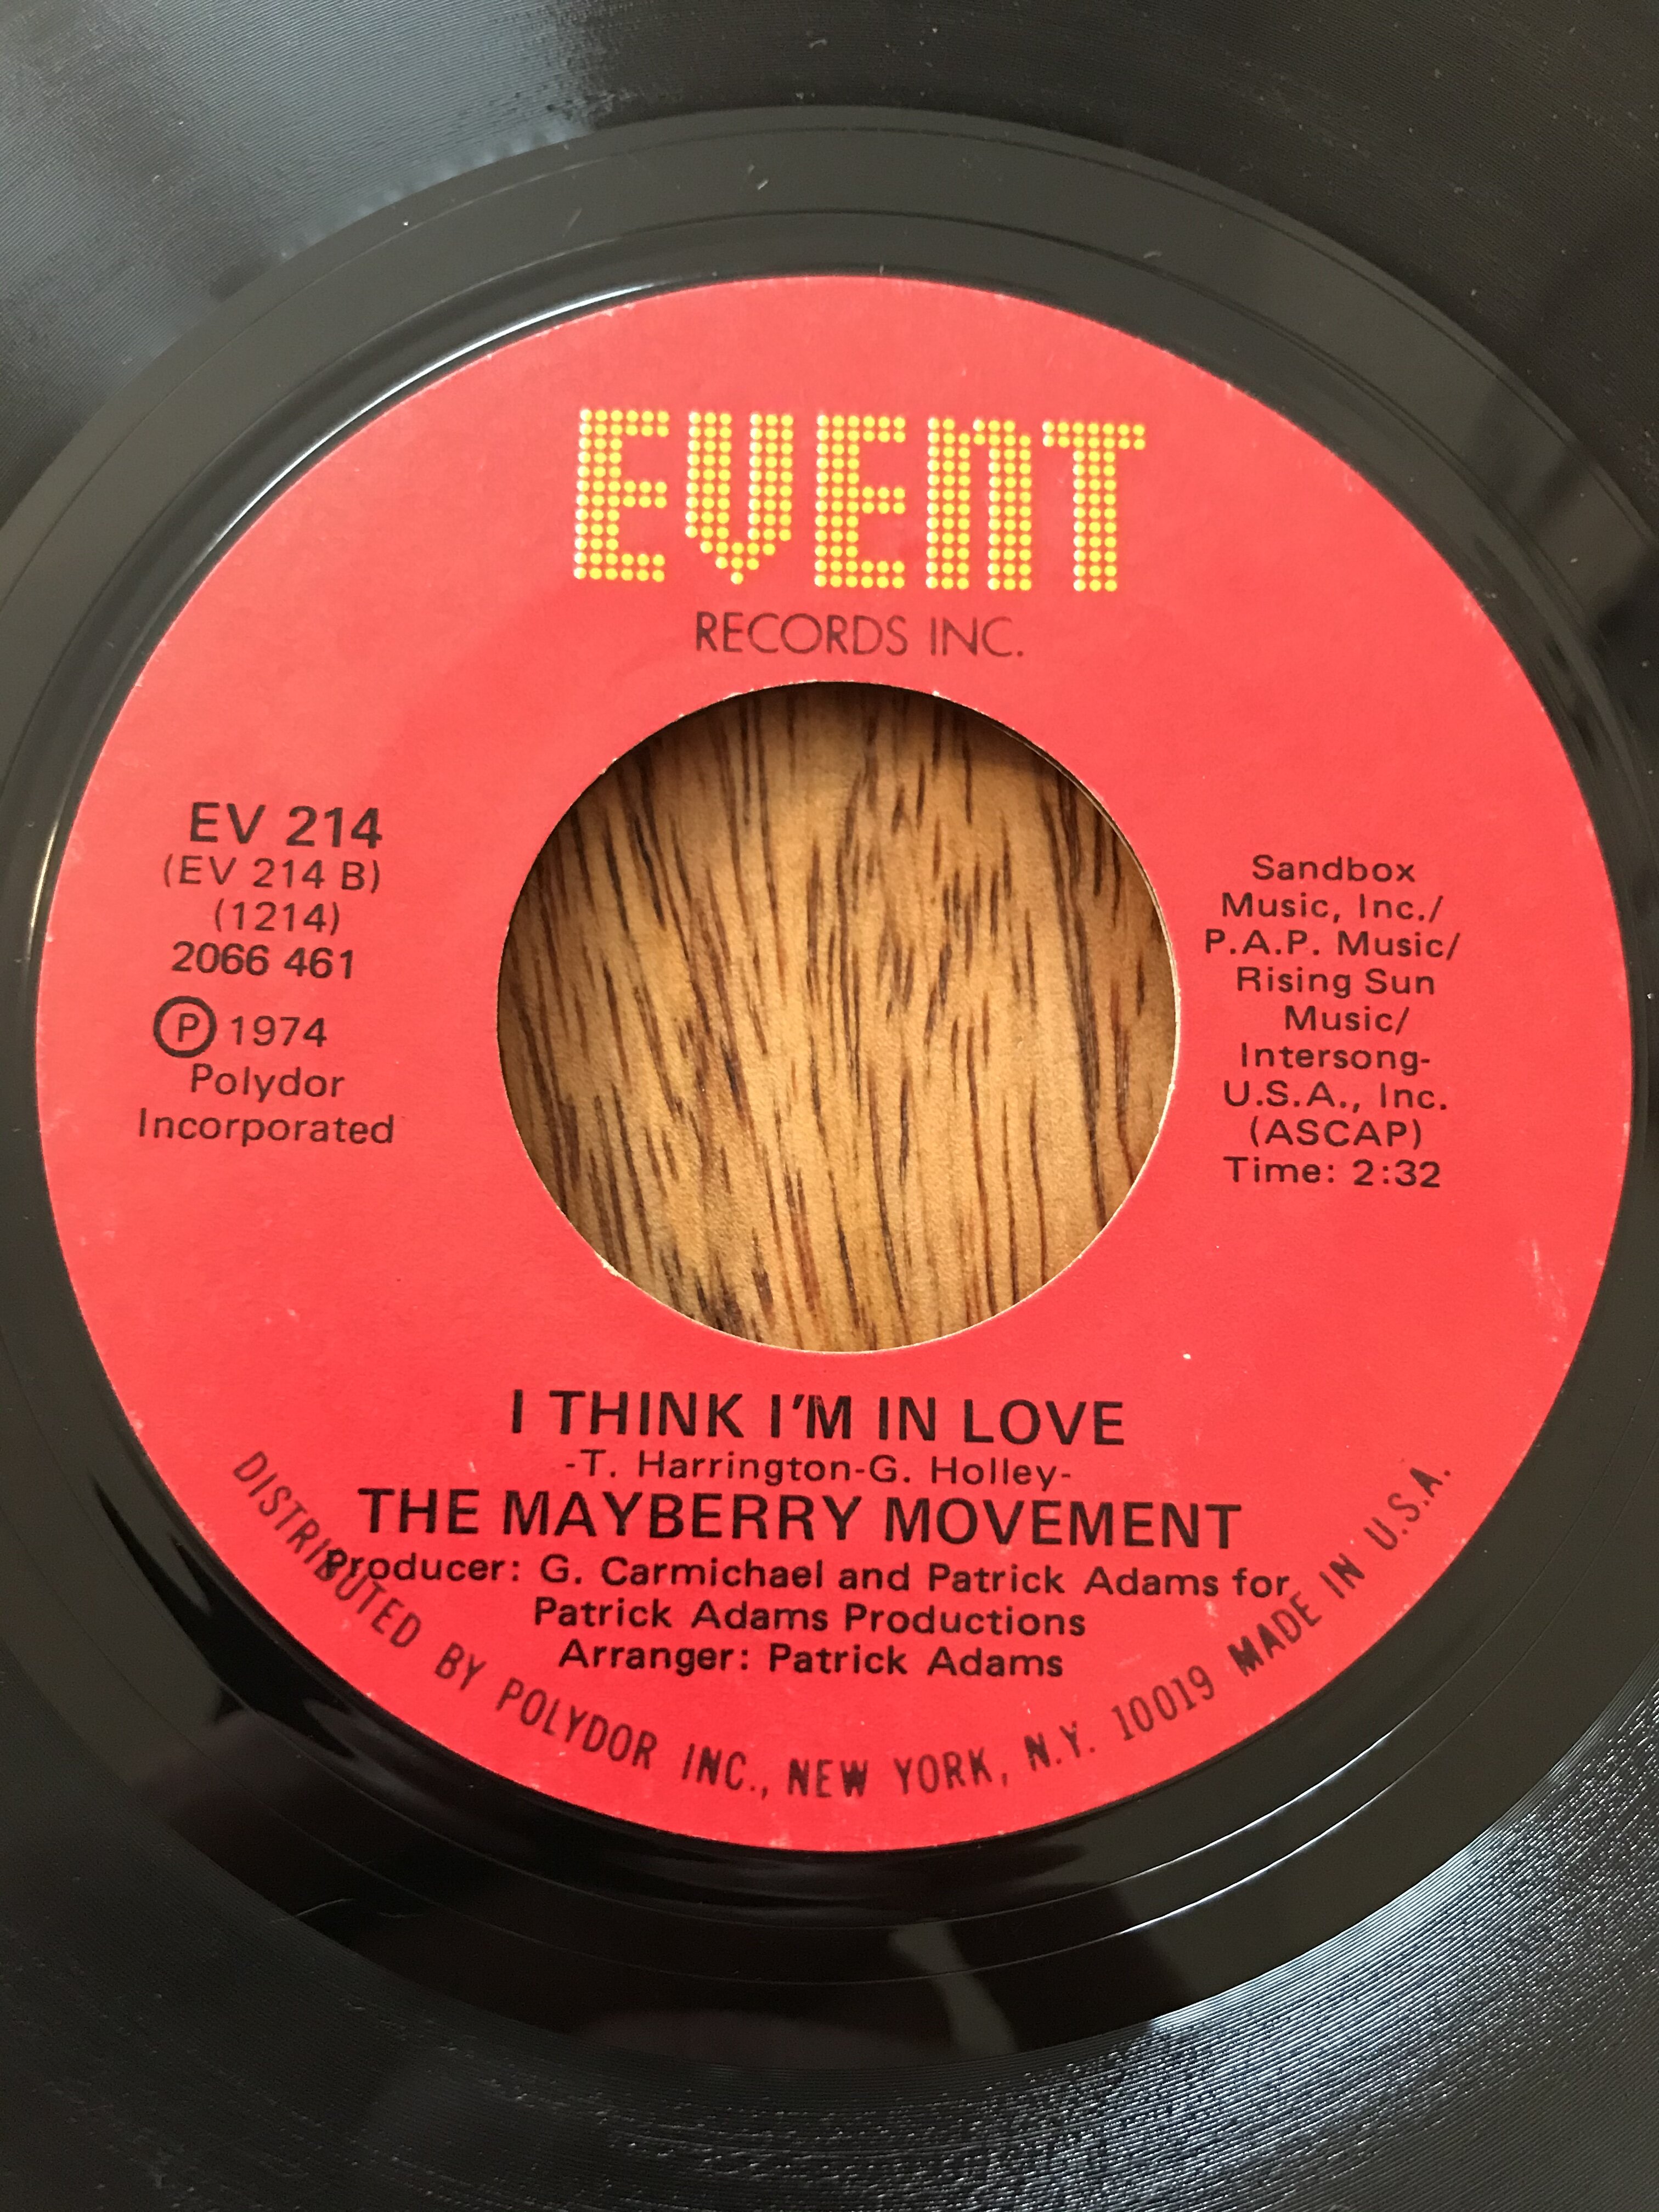 EVENT
RECORDS INC.
EV 214
(EV 214 B)
(1214)
2066 461
Ⓟ 1974
Polydor
Incorporated
Sandbox
Music, Inc./
P.A.P. Music/
Rising Sun
Music/
Intersong-
U.S.A., Inc.
(ASCAP)
Time: 2:32
I THINK I'M IN LOVE
-T. Harrington-G. Holley-
THE MAYBERRY MOVEMENT
Producer: G. Carmichael and Patrick Adams for
Patrick Adams Productions
Arranger: Patrick Adams
DISTRIBUTED BY POLYDOR INC., NEW YORK, N.Y. 10019 MADE IN U.S.A.